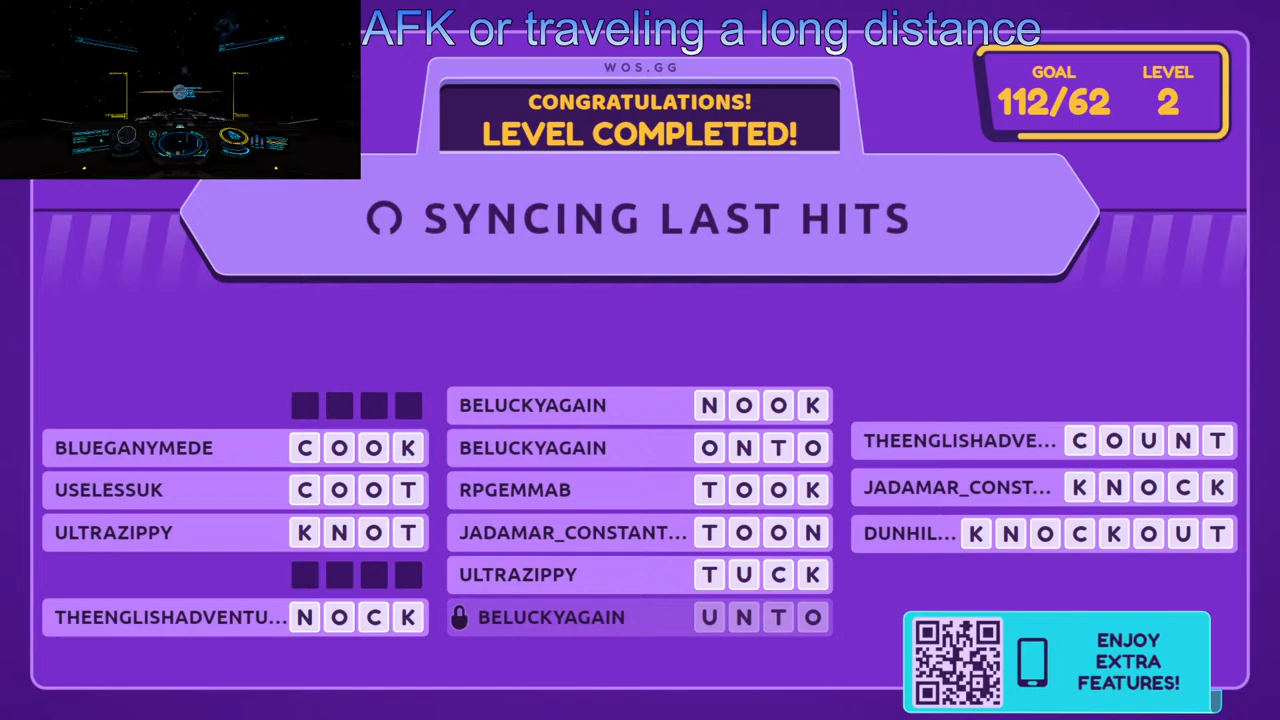 AFK or traveling a long distance
WOS.GG
CONGRATULATIONS!
LEVEL COMPLETED!
GOAL
112/62
LEVEL
2
SYNCING LAST HITS
BLUEGANYMEDE COOK
USELESSUK COOT
ULTRAZIPPY KNOT
THEENGLISHADVENTU... NOCK
BELUCKYAGAIN NOOK
BELUCKYAGAIN ONTO
RPGEMMAB TOOK
JADAMAR_CONSTANT... TOON
ULTRAZIPPY TUCK
BELUCKYAGAIN UNTO
THEENGLISHADVE... COUNT
JADAMAR_CONST... KNOCK
DUNHIL... KNOCKOUT
ENJOY
EXTRA
FEATURES!